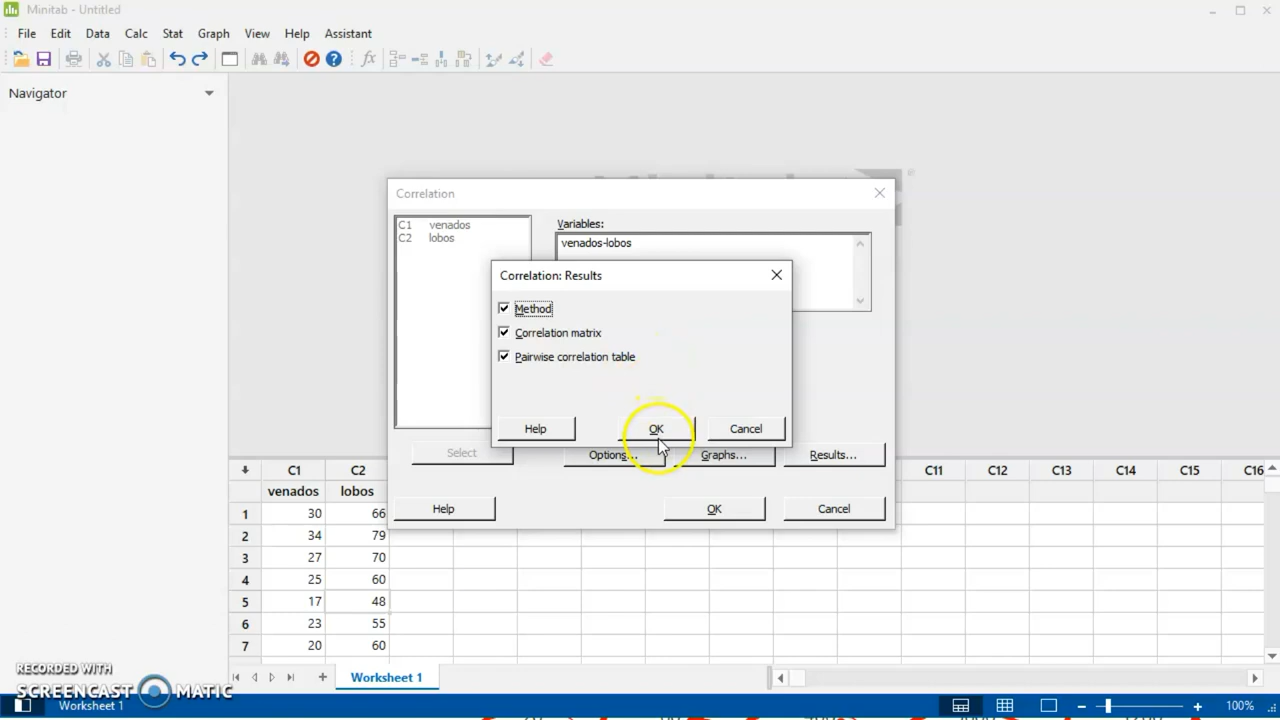 Minitab - Untitled
File Edit Data Calc Stat Graph View Help Assistant
Navigator
Correlation
C1 venados
C2 lobos
Variables:
venados-lobos
Correlation: Results
Method
Correlation matrix
Pairwise correlation table
Help OK Cancel
Select Options... Graphs... Results...
Help OK Cancel
C1 C2 C11 C12 C13 C14 C15 C16
venados lobos
1 30 66
2 34 79
3 27 70
4 25 60
5 17 48
6 23 55
7 20 60
RECORDED WITH
SCREENCAST MATIC
Worksheet 1
Worksheet 1 100%